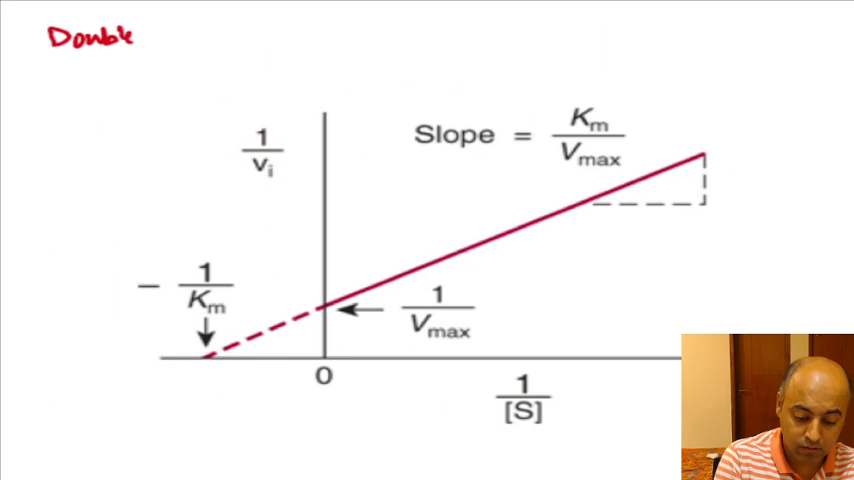 Double
1
vᵢ
Slope = Kₘ / Vmax
- 1
Km
1
Vmax
0
1
[S]